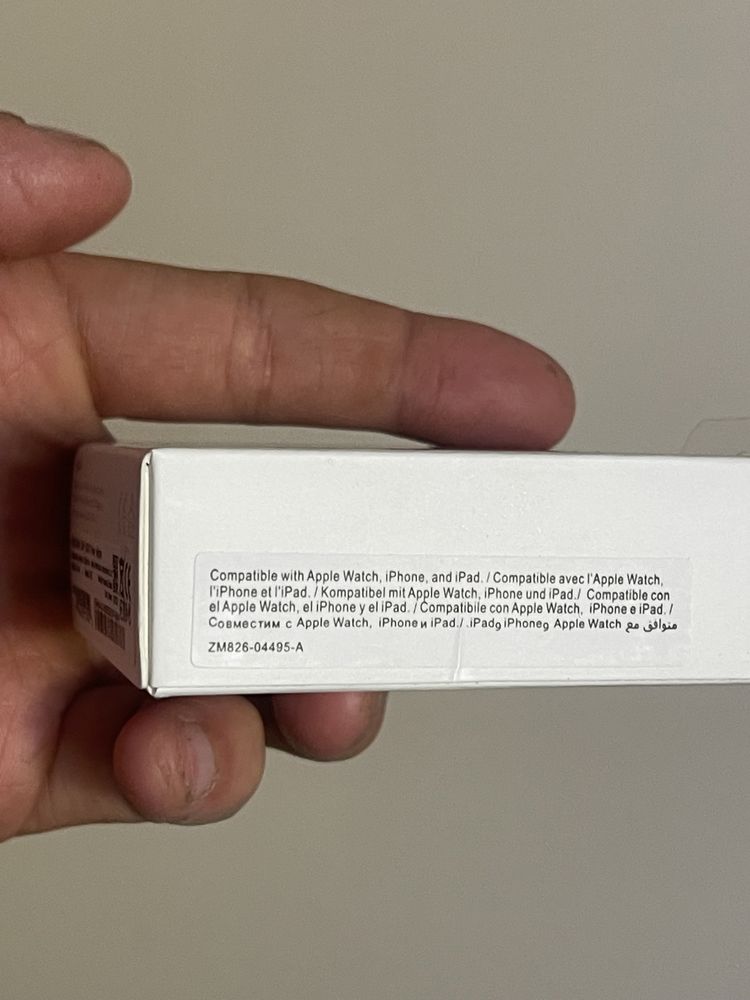 Compatible with Apple Watch, iPhone, and iPad. / Compatible avec l'Apple Watch,
l'iPhone et l'iPad. / Kompatibel mit Apple Watch, iPhone und iPad./ Compatible con
el Apple Watch, el iPhone y el iPad. / Compatibile con Apple Watch, iPhone e iPad. /
Совместим с Apple Watch, iPhone и iPad./ .iPadو iPhoneو Apple Watch متوافق مع
ZM826-04495-A